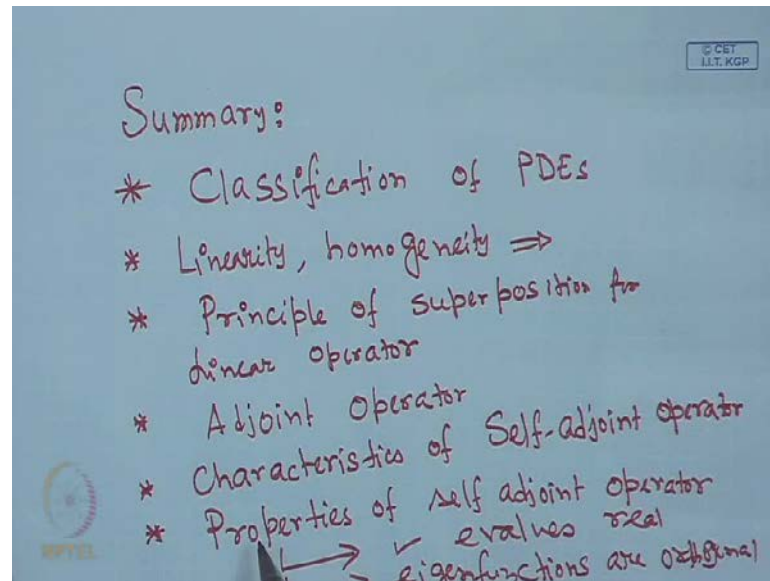 © CET
I.I.T. KGP
Summary:
* Classification of PDEs
* Linearity, homogeneity ⇒
* Principle of superposition for
Linear Operator
* Adjoint Operator
* Characteristics of Self-adjoint operator
* Properties of self adjoint operator
→ ✓ evalues real
eigenfunctions are orthogonal
NPTEL